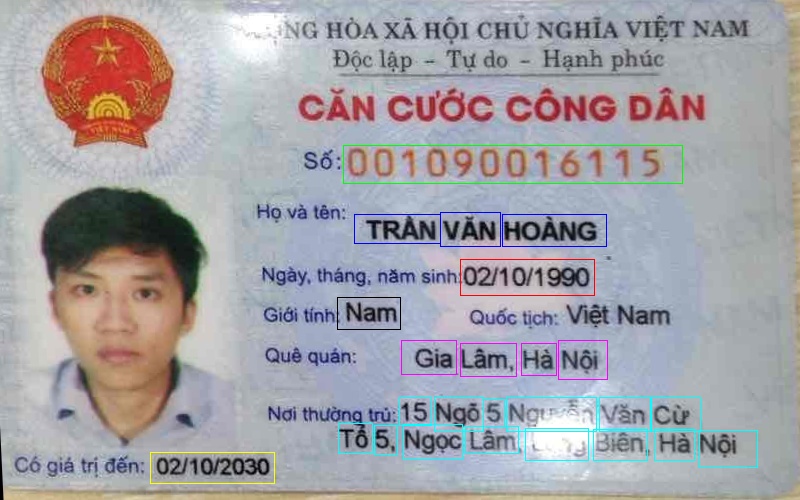 CỘNG HÒA XÃ HỘI CHỦ NGHĨA VIỆT NAM
Độc lập – Tự do – Hạnh phúc
CĂN CƯỚC CÔNG DÂN
Số: 001090016115
Họ và tên: TRẦN VĂN HOÀNG
Ngày, tháng, năm sinh: 02/10/1990
Giới tính: Nam Quốc tịch: Việt Nam
Quê quán: Gia Lâm, Hà Nội
Nơi thường trú: 15 Ngõ 5 Nguyễn Văn Cừ
Tổ 5, Ngọc Lâm, Long Biên, Hà Nội
Có giá trị đến: 02/10/2030